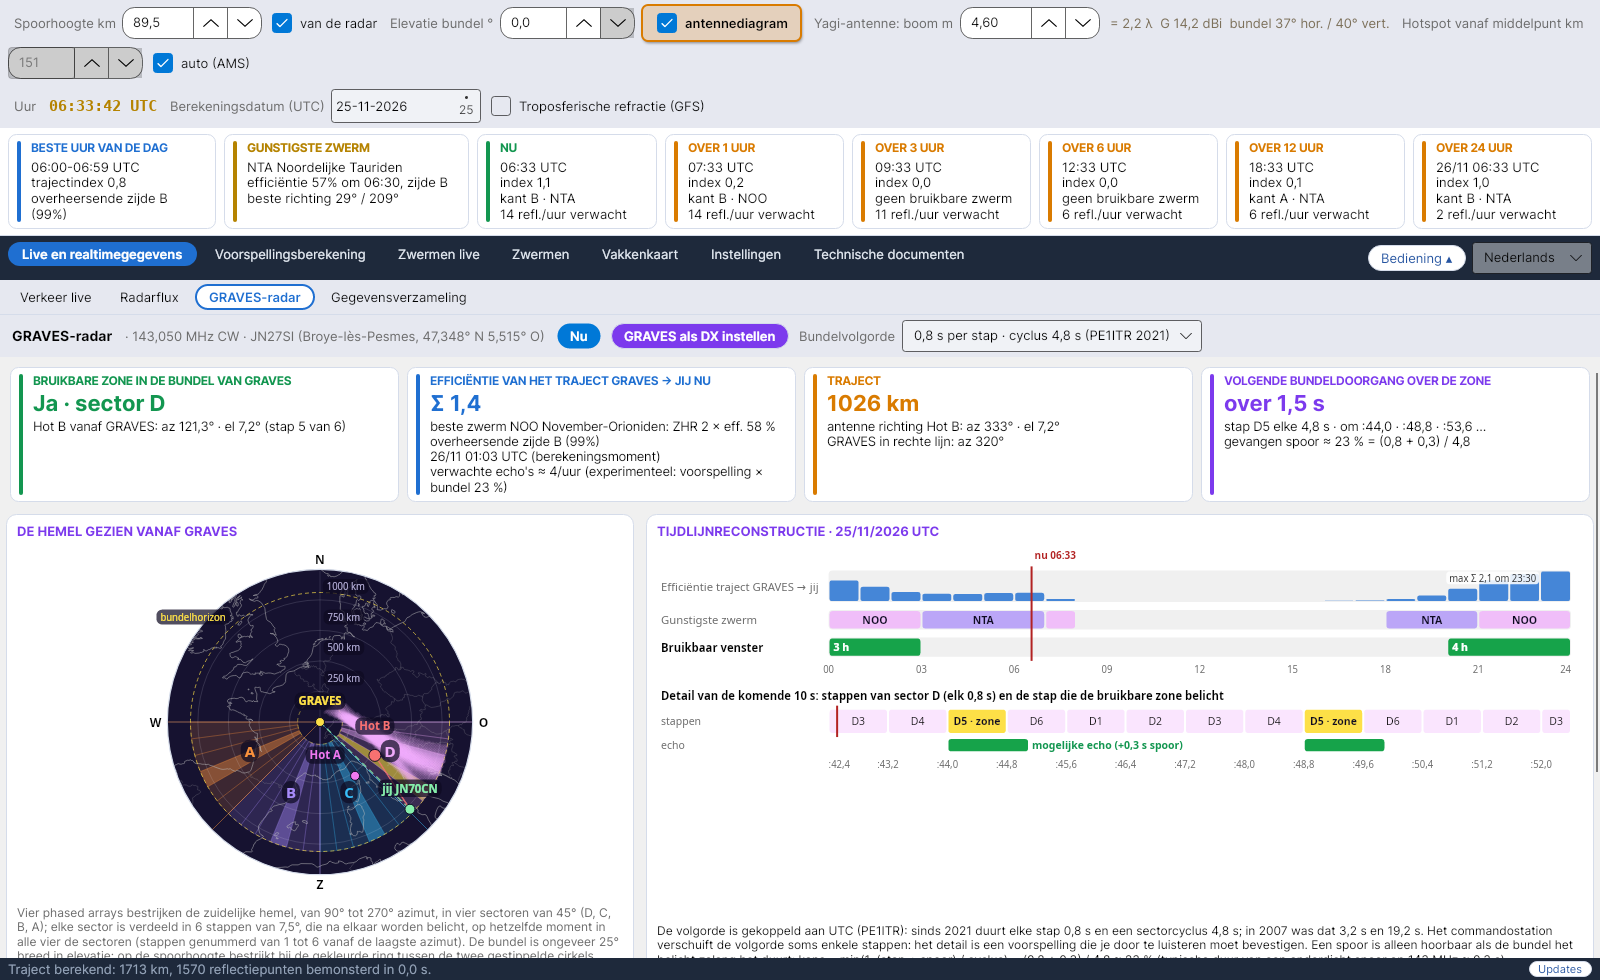 Spoorhoogte km 89,5 van de radar Elevatie bundel ° 0,0 antennediagram Yagi-antenne: boom m 4,60 = 2,2 λ G 14,2 dBi bundel 37° hor. / 40° vert. Hotspot vanaf middelpunt km
151 auto (AMS)
Uur 06:33:42 UTC Berekeningsdatum (UTC) 25-11-2026 25 Troposferische refractie (GFS)
BESTE UUR VAN DE DAG
06:00-06:59 UTC
trajectindex 0,8
overheersende zijde B
(99%)
GUNSTIGSTE ZWERM
NTA Noordelijke Tauriden
efficiëntie 57% om 06:30, zijde B
beste richting 29° / 209°
NU
06:33 UTC
index 1,1
kant B · NTA
14 refl./uur verwacht
OVER 1 UUR
07:33 UTC
index 0,2
kant B · NOO
14 refl./uur verwacht
OVER 3 UUR
09:33 UTC
index 0,0
geen bruikbare zwerm
11 refl./uur verwacht
OVER 6 UUR
12:33 UTC
index 0,0
geen bruikbare zwerm
6 refl./uur verwacht
OVER 12 UUR
18:33 UTC
index 0,1
kant A · NTA
6 refl./uur verwacht
OVER 24 UUR
26/11 06:33 UTC
index 1,0
kant B · NTA
2 refl./uur verwacht
Live en realtimegegevens Voorspellingsberekening Zwermen live Zwermen Vakkenkaart Instellingen Technische documenten Bediening ▴ Nederlands
Verkeer live Radarflux GRAVES-radar Gegevensverzameling
GRAVES-radar · 143,050 MHz CW · JN27SI (Broye-lès-Pesmes, 47,348° N 5,515° O) Nu GRAVES als DX instellen Bundelvolgorde 0,8 s per stap · cyclus 4,8 s (PE1ITR 2021)
BRUIKBARE ZONE IN DE BUNDEL VAN GRAVES
Ja · sector D
Hot B vanaf GRAVES: az 121,3° · el 7,2° (stap 5 van 6)
EFFICIËNTIE VAN HET TRAJECT GRAVES → JIJ NU
Σ 1,4
beste zwerm NOO November-Orioniden: ZHR 2 × eff. 58 %
overheersende zijde B (99%)
26/11 01:03 UTC (berekeningsmoment)
verwachte echo's ≈ 4/uur (experimenteel: voorspelling ×
bundel 23 %)
TRAJECT
1026 km
antenne richting Hot B: az 333° · el 7,2°
GRAVES in rechte lijn: az 320°
VOLGENDE BUNDELDOORGANG OVER DE ZONE
over 1,5 s
stap D5 elke 4,8 s · om :44,0 · :48,8 · :53,6 ...
gevangen spoor ≈ 23 % = (0,8 + 0,3) / 4,8
DE HEMEL GEZIEN VANAF GRAVES
N
1000 km
bundelhorizon
750 km
500 km
250 km
GRAVES
W
O
Hot B
A
Hot A
D
B
C
jij JN70CN
Z
Vier phased arrays bestrijken de zuidelijke hemel, van 90° tot 270° azimut, in vier sectoren van 45° (D, C,
B, A); elke sector is verdeeld in 6 stappen van 7,5°, die na elkaar worden belicht, op hetzelfde moment in
alle vier de sectoren (stappen genummerd van 1 tot 6 vanaf de laagste azimut). De bundel is ongeveer 25°
breed in elevatie: op de spoorhoogte bestrijkt hij de gekleurde ring tussen de twee gestippelde cirkels.
TIJDLIJNRECONSTRUCTIE · 25/11/2026 UTC
nu 06:33
Efficiëntie traject GRAVES → jij
max Σ 2,1 om 23:30
Gunstigste zwerm NOO NTA NTA NOO
Bruikbaar venster 3 h 4 h
00 03 06 09 12 15 18 21 24
Detail van de komende 10 s: stappen van sector D (elk 0,8 s) en de stap die de bruikbare zone belicht
stappen D3 D4 D5 · zone D6 D1 D2 D3 D4 D5 · zone D6 D1 D2 D3
echo mogelijke echo (+0,3 s spoor)
:42,4 :43,2 :44,0 :44,8 :45,6 :46,4 :47,2 :48,0 :48,8 :49,6 :50,4 :51,2 :52,0
De volgorde is gekoppeld aan UTC (PE1ITR): sinds 2021 duurt elke stap 0,8 s en een sectorcyclus 4,8 s; in 2007 was dat 3,2 s en 19,2 s. Het commandostation
verschuift de volgorde soms enkele stappen: het detail is een voorspelling die je door te luisteren moet bevestigen. Een spoor is alleen hoorbaar als de bundel het
Traject berekend: 1713 km, 1570 reflectiepunten bemonsterd in 0,0 s.
Updates